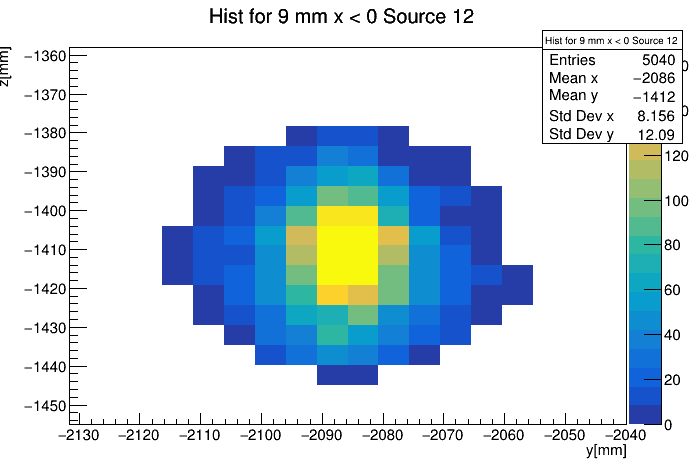 Hist for 9 mm x < 0 Source 12
Hist for 9 mm x < 0 Source 12
Entries 5040
Mean x −2086
Mean y −1412
Std Dev x 8.156
Std Dev y 12.09
z[mm]
−1360
−1370
−1380
−1390
−1400
−1410
−1420
−1430
−1440
−1450
120
100
80
60
40
20
0
−2130 −2120 −2110 −2100 −2090 −2080 −2070 −2060 −2050 −2040
y[mm]